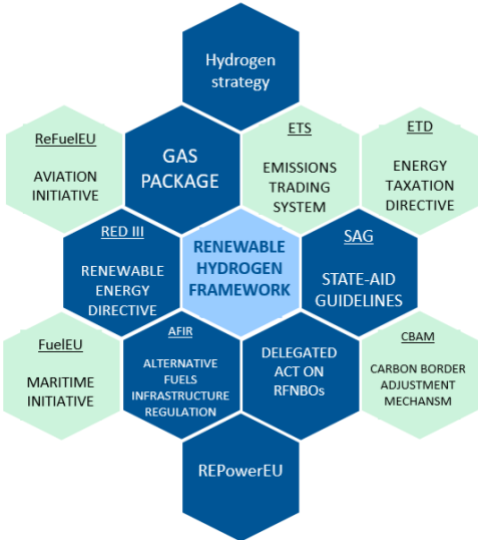 Hydrogen
strategy
ReFuelEU
AVIATION
INITIATIVE
GAS
PACKAGE
ETS
EMISSIONS
TRADING
SYSTEM
ETD
ENERGY
TAXATION
DIRECTIVE
RED III
RENEWABLE
ENERGY
DIRECTIVE
RENEWABLE
HYDROGEN
FRAMEWORK
SAG
STATE-AID
GUIDELINES
FuelEU
MARITIME
INITIATIVE
AFIR
ALTERNATIVE
FUELS
INFRASTRUCTURE
REGULATION
DELEGATED
ACT ON
RFNBOs
CBAM
CARBON BORDER
ADJUSTMENT
MECHANSM
REPowerEU